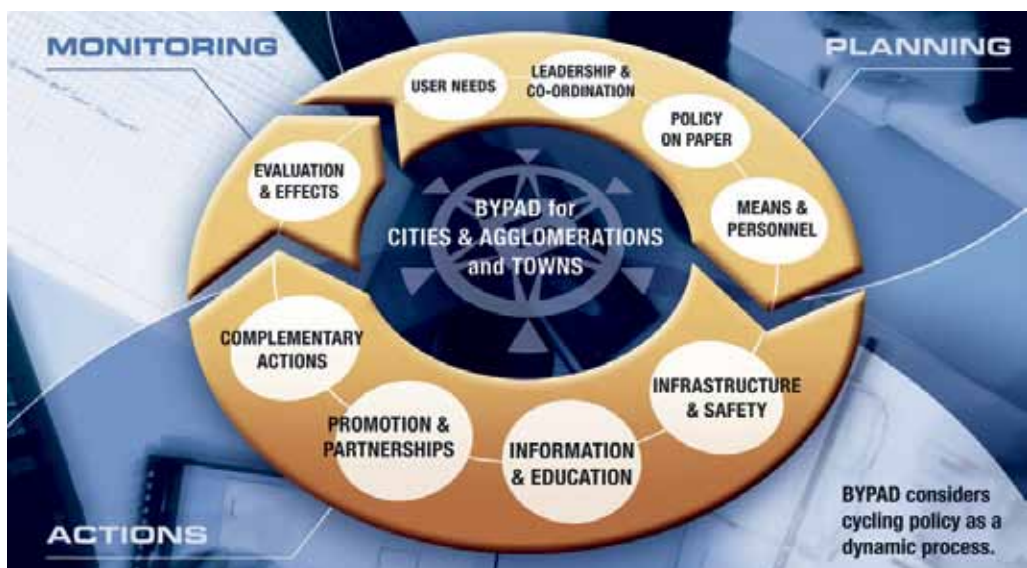 MONITORING
PLANNING
USER NEEDS
LEADERSHIP &
CO-ORDINATION
POLICY
ON PAPER
MEANS &
PERSONNEL
EVALUATION
& EFFECTS
BYPAD for
CITIES & AGGLOMERATIONS
and TOWNS
COMPLEMENTARY
ACTIONS
PROMOTION &
PARTNERSHIPS
INFORMATION
& EDUCATION
INFRASTRUCTURE
& SAFETY
ACTIONS
BYPAD considers
cycling policy as a
dynamic process.